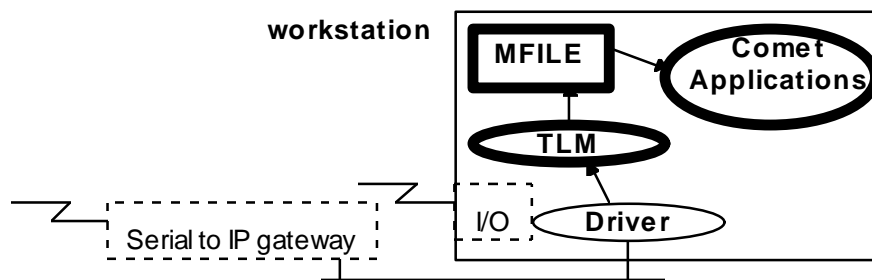 workstation
MFILE
Comet
Applications
TLM
I/O
Driver
Serial to IP gateway